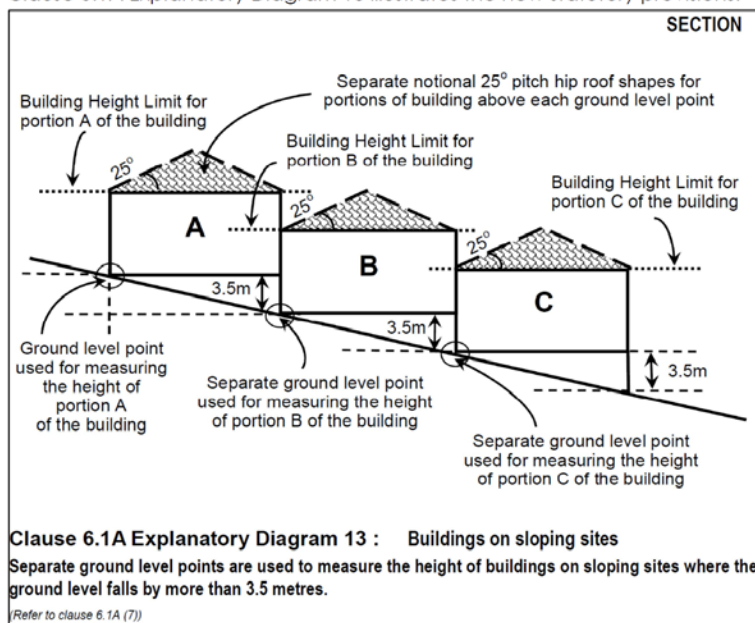 SECTION
Separate notional 25° pitch hip roof shapes for
portions of building above each ground level point
Building Height Limit for
portion A of the building
Building Height Limit for
portion B of the building
Building Height Limit for
portion C of the building
25°
25°
25°
A
B
C
3.5m
3.5m
3.5m
Ground level point
used for measuring
the height of
portion A
of the building
Separate ground level point
used for measuring the height
of portion B of the building
Separate ground level point
used for measuring the height
of portion C of the building
Clause 6.1A Explanatory Diagram 13 : Buildings on sloping sites
Separate ground level points are used to measure the height of buildings on sloping sites where the
ground level falls by more than 3.5 metres.
(Refer to clause 6.1A (7))